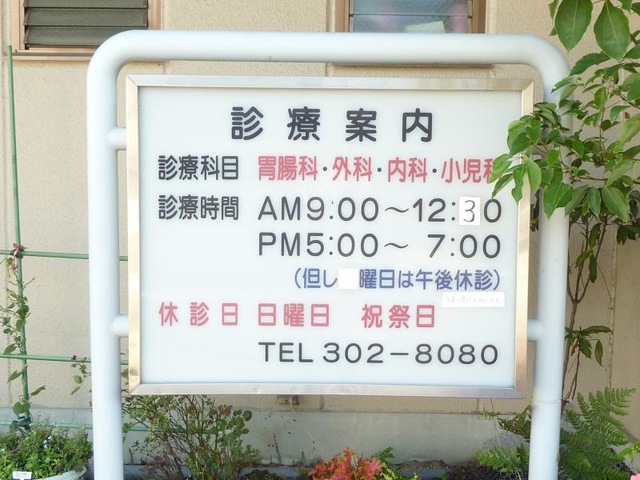 診療案内
診療科目 胃腸科・外科・内科・小児科
診療時間 AM9:00～12:30
PM5:00～ 7:00
(但し 曜日は午後休診)
休診日 日曜日 祝祭日
TEL 302-8080